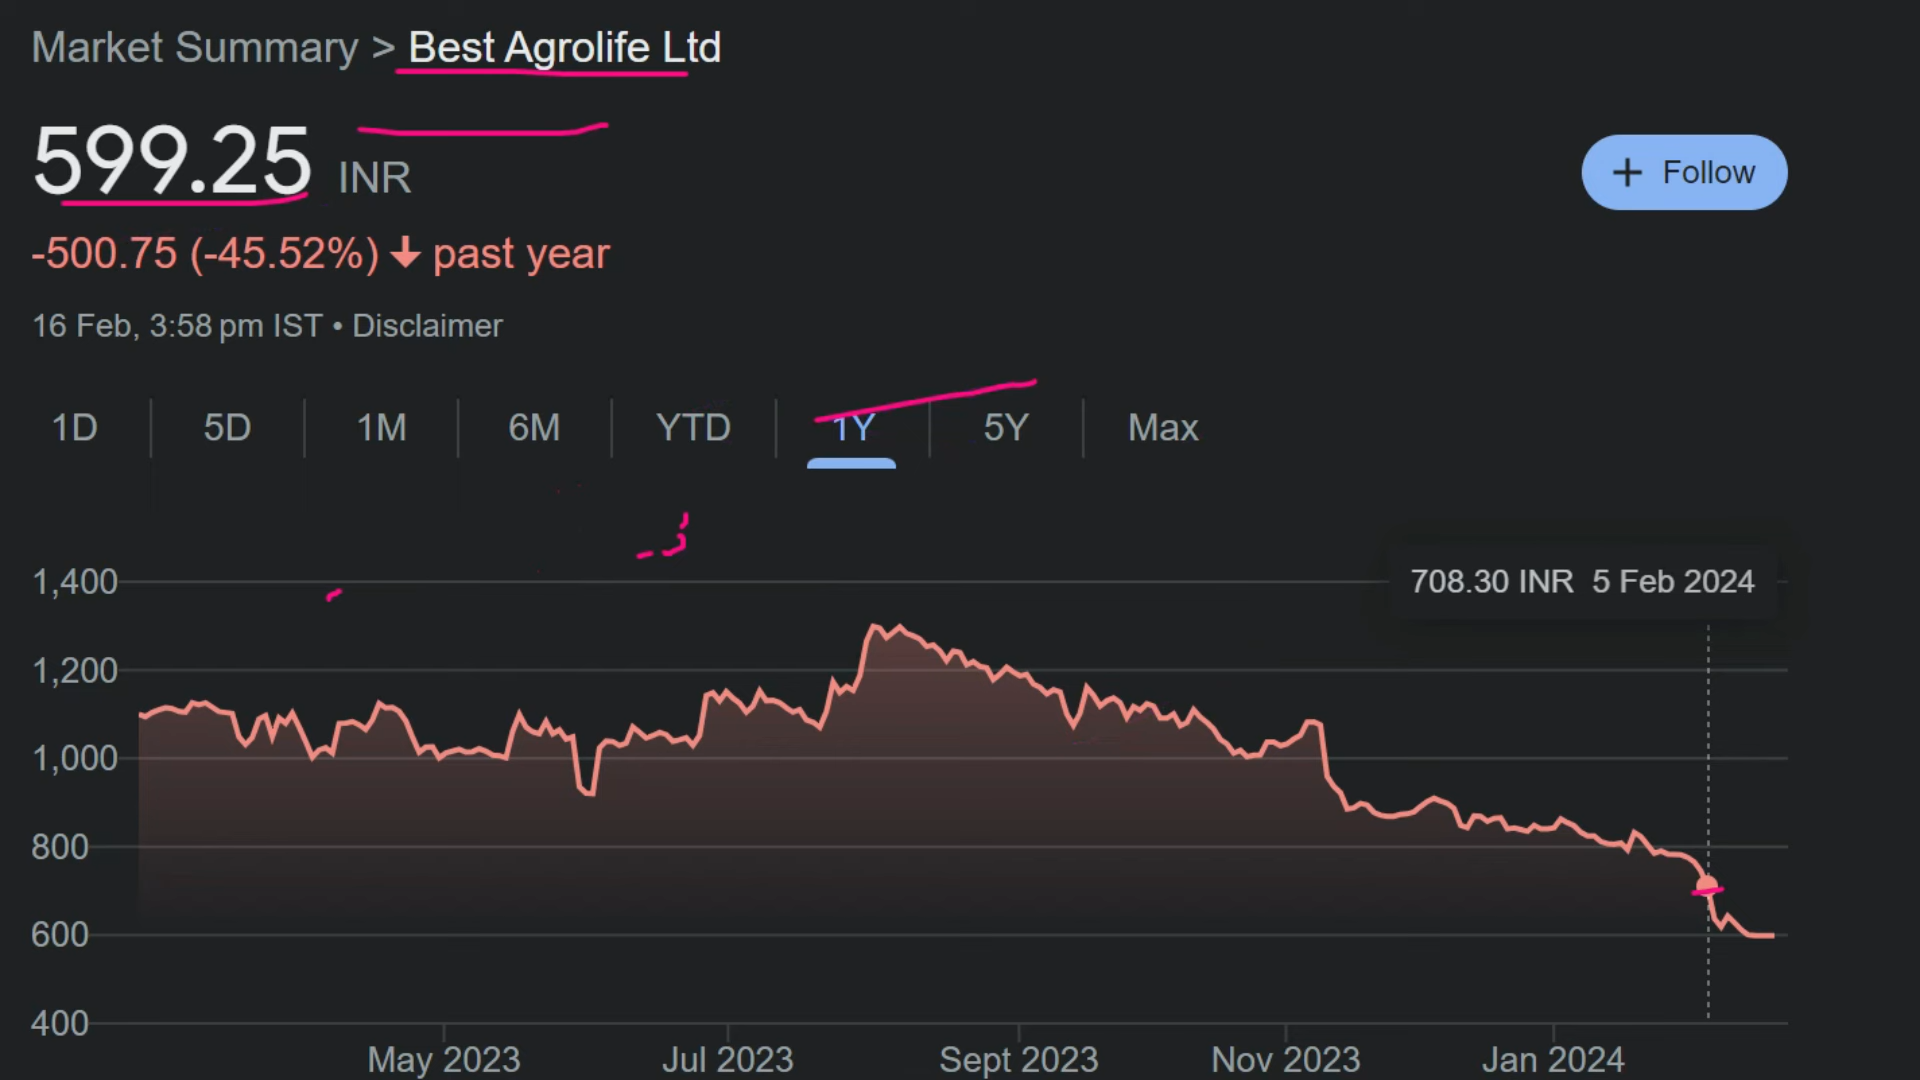 Market Summary > Best Agrolife Ltd
599.25 INR
+ Follow
-500.75 (-45.52%) ↓ past year
16 Feb, 3:58 pm IST • Disclaimer
1D 5D 1M 6M YTD 1Y 5Y Max
708.30 INR 5 Feb 2024
1,400
1,200
1,000
800
600
400
May 2023 Jul 2023 Sept 2023 Nov 2023 Jan 2024